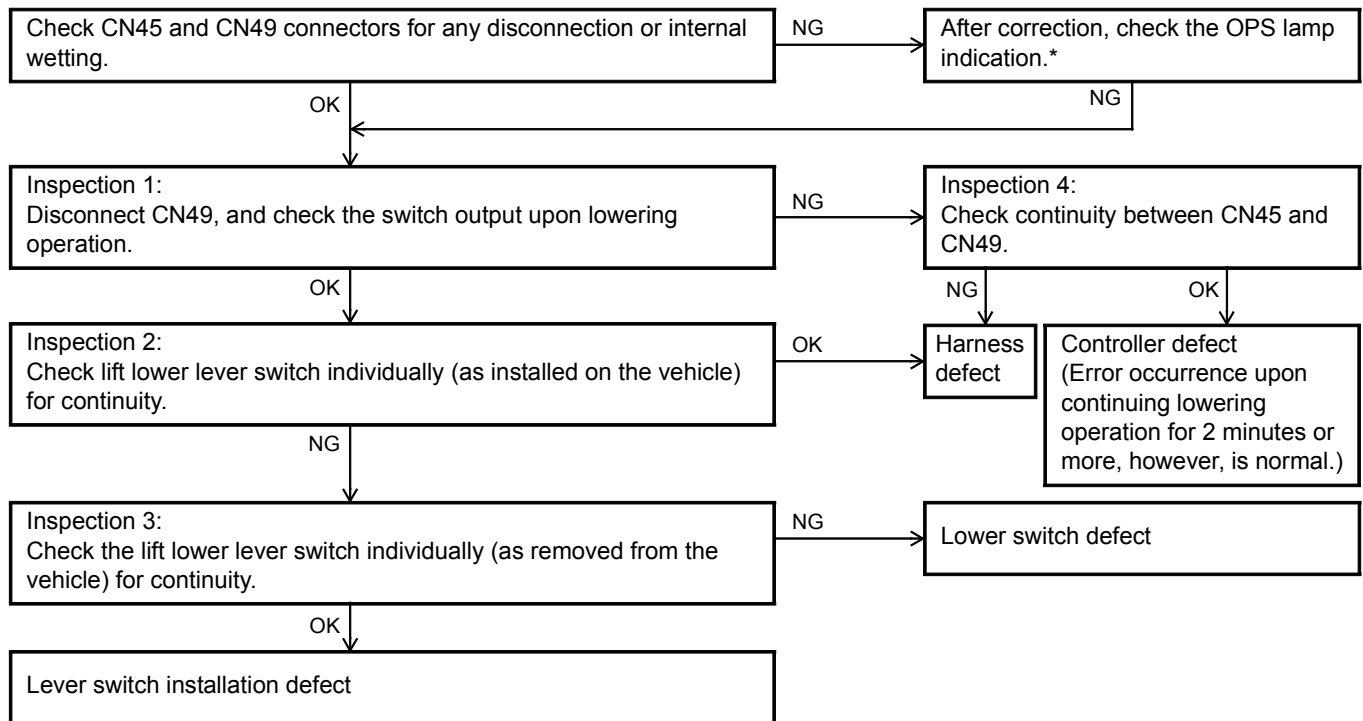 Check CN45 and CN49 connectors for any disconnection or internal
wetting.
NG
After correction, check the OPS lamp
indication.*
OK
NG
Inspection 1:
Disconnect CN49, and check the switch output upon lowering
operation.
NG
Inspection 4:
Check continuity between CN45 and
CN49.
OK
NG
OK
Inspection 2:
Check lift lower lever switch individually (as installed on the vehicle)
for continuity.
OK
Harness
defect
Controller defect
(Error occurrence upon
continuing lowering
operation for 2 minutes or
more, however, is normal.)
NG
Inspection 3:
Check the lift lower lever switch individually (as removed from the
vehicle) for continuity.
NG
Lower switch defect
OK
Lever switch installation defect